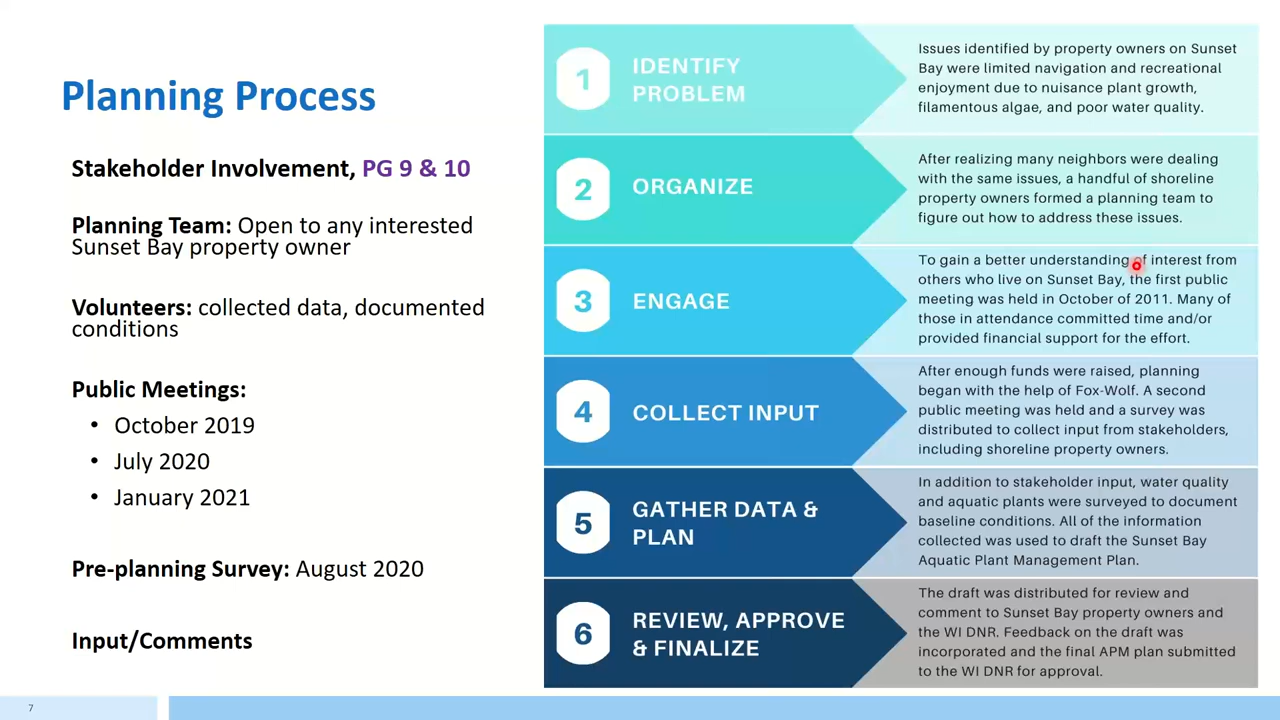 Planning Process
Stakeholder Involvement, PG 9 & 10
Planning Team: Open to any interested
Sunset Bay property owner
Volunteers: collected data, documented
conditions
Public Meetings:
• October 2019
• July 2020
• January 2021
Pre-planning Survey: August 2020
Input/Comments
1
IDENTIFY
PROBLEM
Issues identified by property owners on Sunset
Bay were limited navigation and recreational
enjoyment due to nuisance plant growth,
filamentous algae, and poor water quality.
2
ORGANIZE
After realizing many neighbors were dealing
with the same issues, a handful of shoreline
property owners formed a planning team to
figure out how to address these issues.
3
ENGAGE
To gain a better understanding of interest from
others who live on Sunset Bay, the first public
meeting was held in October of 2011. Many of
those in attendance committed time and/or
provided financial support for the effort.
4
COLLECT INPUT
After enough funds were raised, planning
began with the help of Fox-Wolf. A second
public meeting was held and a survey was
distributed to collect input from stakeholders,
including shoreline property owners.
5
GATHER DATA &
PLAN
In addition to stakeholder input, water quality
and aquatic plants were surveyed to document
baseline conditions. All of the information
collected was used to draft the Sunset Bay
Aquatic Plant Management Plan.
6
REVIEW, APPROVE
& FINALIZE
The draft was distributed for review and
comment to Sunset Bay property owners and
the WI DNR. Feedback on the draft was
incorporated and the final APM plan submitted
to the WI DNR for approval.
7